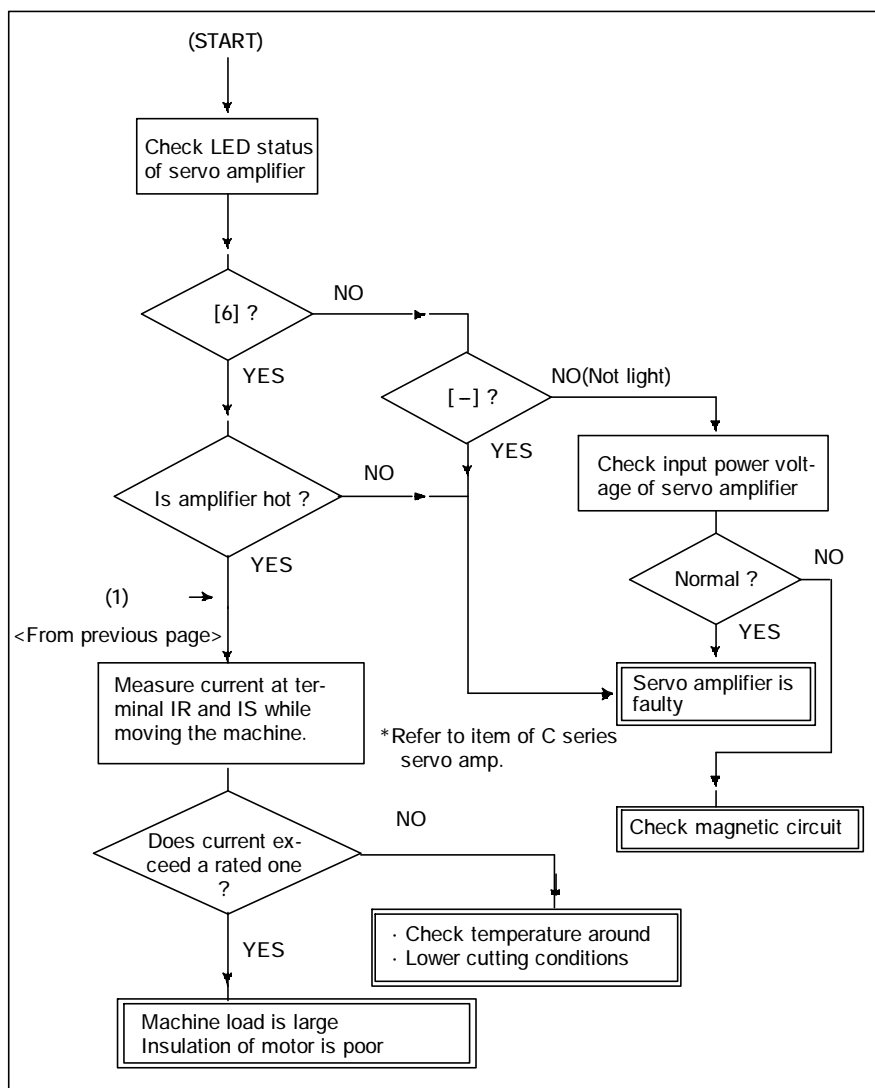 (START)
Check LED status
of servo amplifier
[6] ?
NO
YES
[–] ?
NO(Not light)
YES
Is amplifier hot ?
NO
YES
Check input power volt-
age of servo amplifier
Normal ?
NO
YES
(1)
<From previous page>
Measure current at ter-
minal IR and IS while
moving the machine.
Servo amplifier is
faulty
*Refer to item of C series
servo amp.
Check magnetic circuit
Does current ex-
ceed a rated one
?
NO
YES
· Check temperature around
· Lower cutting conditions
Machine load is large
Insulation of motor is poor